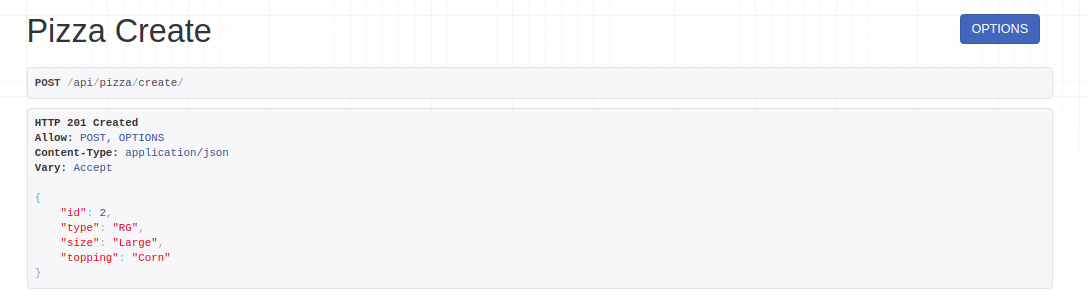 Pizza Create
OPTIONS
POST /api/pizza/create/
HTTP 201 Created
Allow: POST, OPTIONS
Content-Type: application/json
Vary: Accept
{
    "id": 2,
    "type": "RG",
    "size": "Large",
    "topping": "Corn"
}